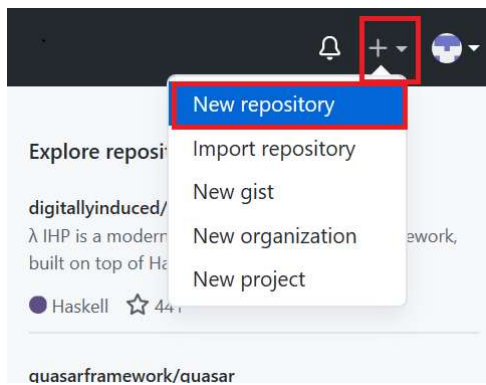 New repository
Explore reposi
Import repository
New gist
digitallyinduced/
λ IHP is a modern
New organization
ework,
built on top of Ha
New project
Haskell 441
quasarframework/quasar